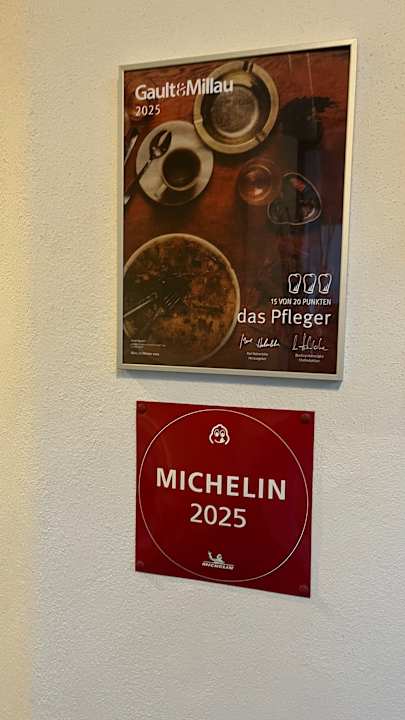 Gault&Millau
2025
15 VON 20 PUNKTEN
das Pfleger
MICHELIN
2025
MICHELIN